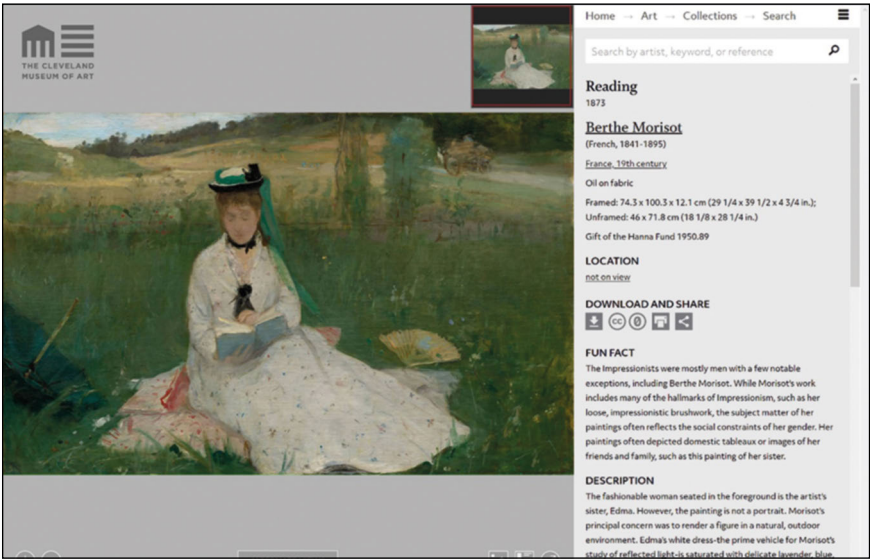 THE CLEVELAND
MUSEUM OF ART
Home → Art → Collections → Search
Search by artist, keyword, or reference
Reading
1873
Berthe Morisot
(French, 1841-1895)
France, 19th century
Oil on fabric
Framed: 74.3 x 100.3 x 12.1 cm (29 1/4 x 39 1/2 x 4 3/4 in.);
Unframed: 46 x 71.8 cm (18 1/8 x 28 1/4 in.)
Gift of the Hanna Fund 1950.89
LOCATION
not on view
DOWNLOAD AND SHARE
cc 0
FUN FACT
The Impressionists were mostly men with a few notable
exceptions, including Berthe Morisot. While Morisot's work
includes many of the hallmarks of Impressionism, such as her
loose, impressionistic brushwork, the subject matter of her
paintings often reflects the social constraints of her gender. Her
paintings often depicted domestic tableaux or images of her
friends and family, such as this painting of her sister.
DESCRIPTION
The fashionable woman seated in the foreground is the artist's
sister, Edma. However, the painting is not a portrait. Morisot's
principal concern was to render a figure in a natural, outdoor
environment. Edma's white dress-the prime vehicle for Morisot's
study of reflected light-is saturated with delicate lavender, blue,